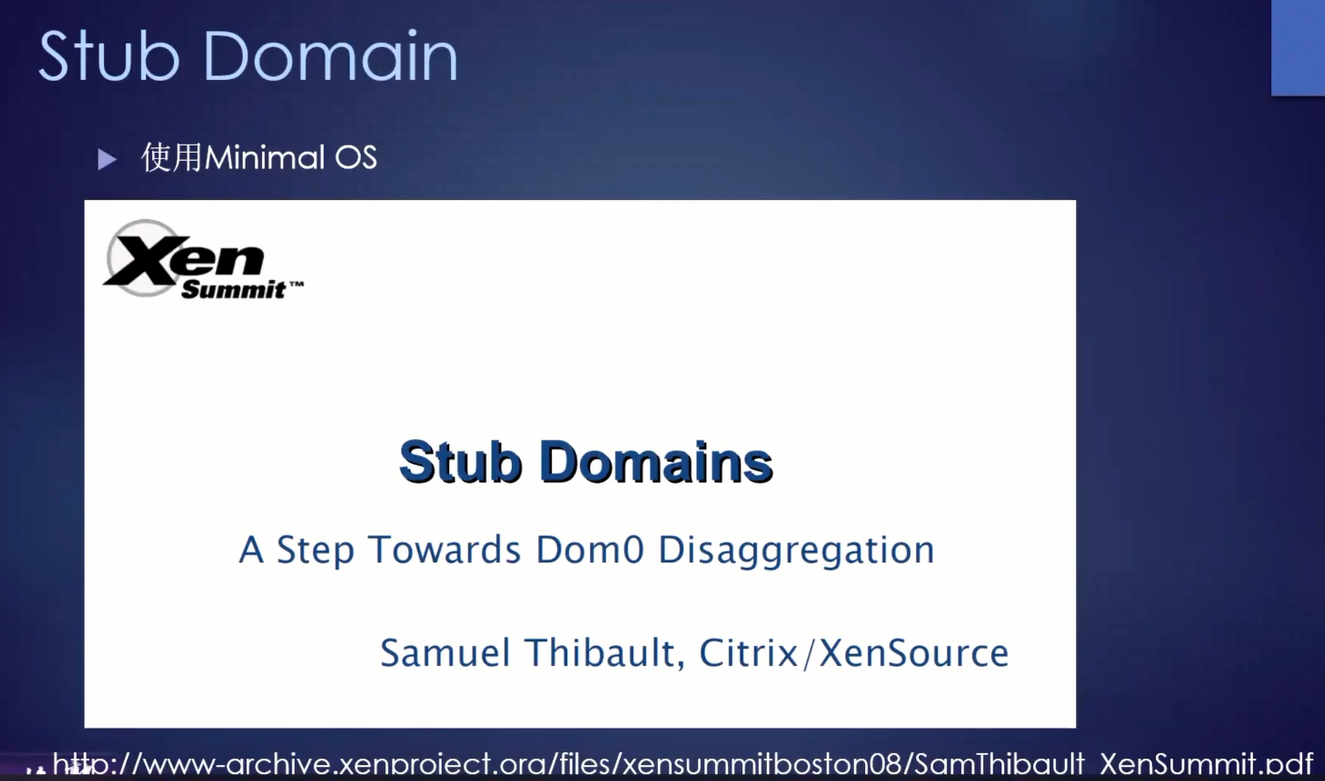 Stub Domain
使用Minimal OS
Xen
Summit™
Stub Domains
A Step Towards Dom0 Disaggregation
Samuel Thibault, Citrix/XenSource
http://www-archive.xenproject.org/files/xensummitboston08/SamThibault_XenSummit.pdf